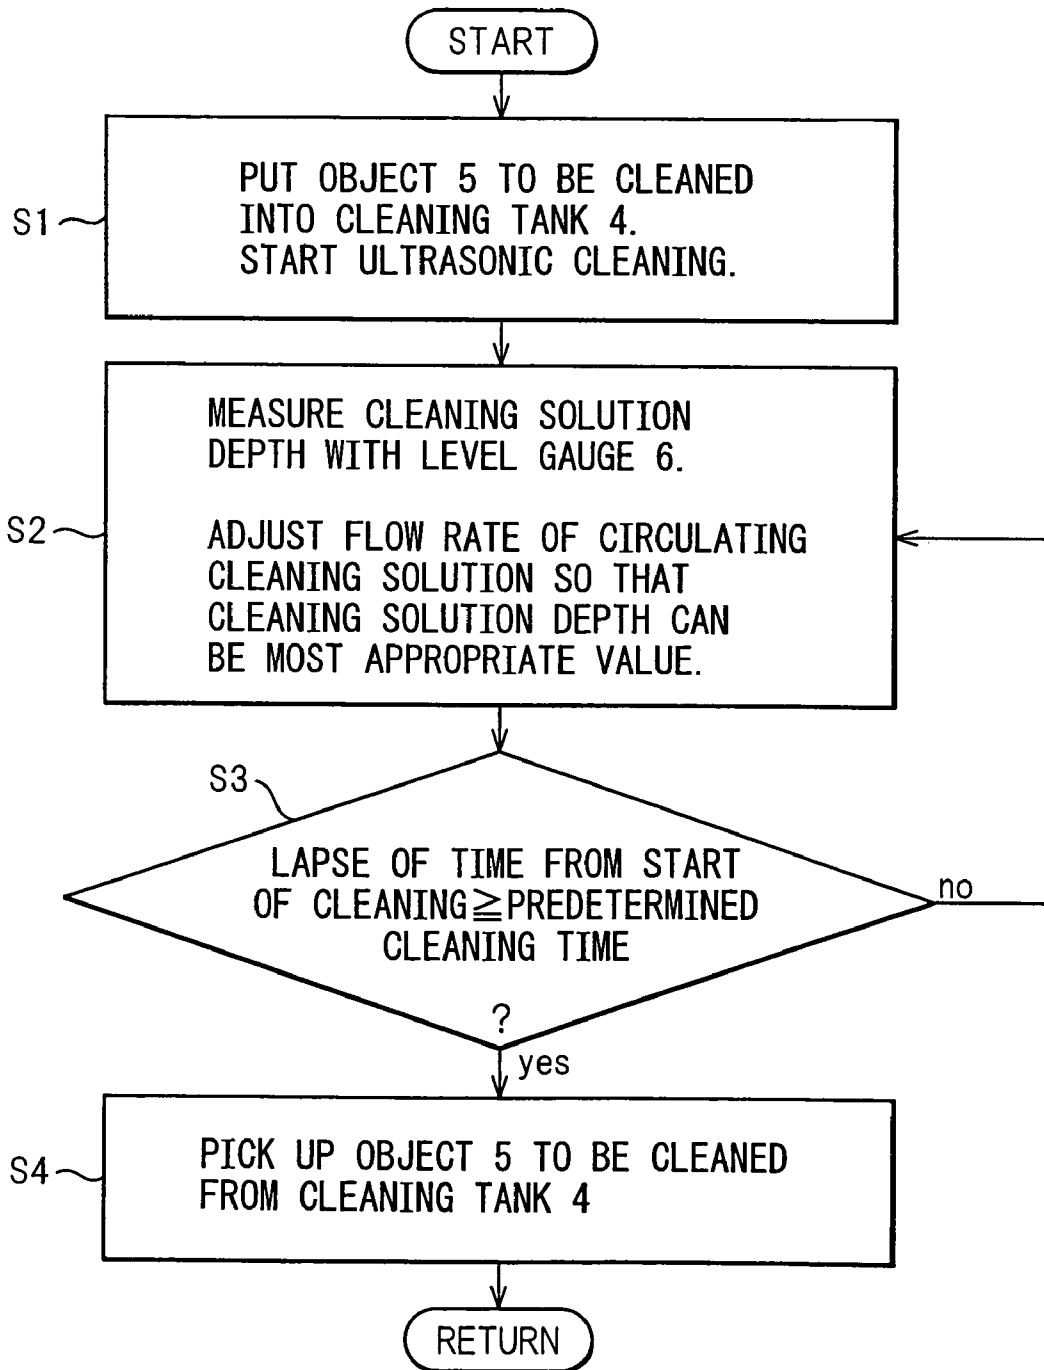 START
S1
PUT OBJECT 5 TO BE CLEANED
INTO CLEANING TANK 4.
START ULTRASONIC CLEANING.
S2
MEASURE CLEANING SOLUTION
DEPTH WITH LEVEL GAUGE 6.
ADJUST FLOW RATE OF CIRCULATING
CLEANING SOLUTION SO THAT
CLEANING SOLUTION DEPTH CAN
BE MOST APPROPRIATE VALUE.
S3
LAPSE OF TIME FROM START
OF CLEANING≧PREDETERMINED
CLEANING TIME
?
no
yes
S4
PICK UP OBJECT 5 TO BE CLEANED
FROM CLEANING TANK 4
RETURN